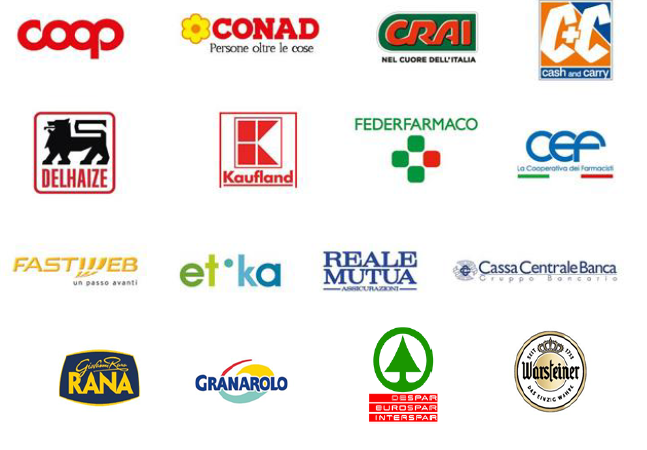 coop
CONAD
Persone oltre le cose
CRAI
NEL CUORE DELL'ITALIA
C+C
cash and carry
DELHAIZE
K
Kaufland
FEDERFARMACO
CEF
La Cooperativa dei Farmacisti
FASTWEB
un passo avanti
et·ka
REALE
MUTUA
ASSICURAZIONI
Cassa Centrale Banca
Gruppo Bancario
Giovanni Rana
RANA
GRANAROLO
DESPAR
EUROSPAR
INTERSPAR
SEIT 1753
Warsteiner
DAS EINZIG WAHRE